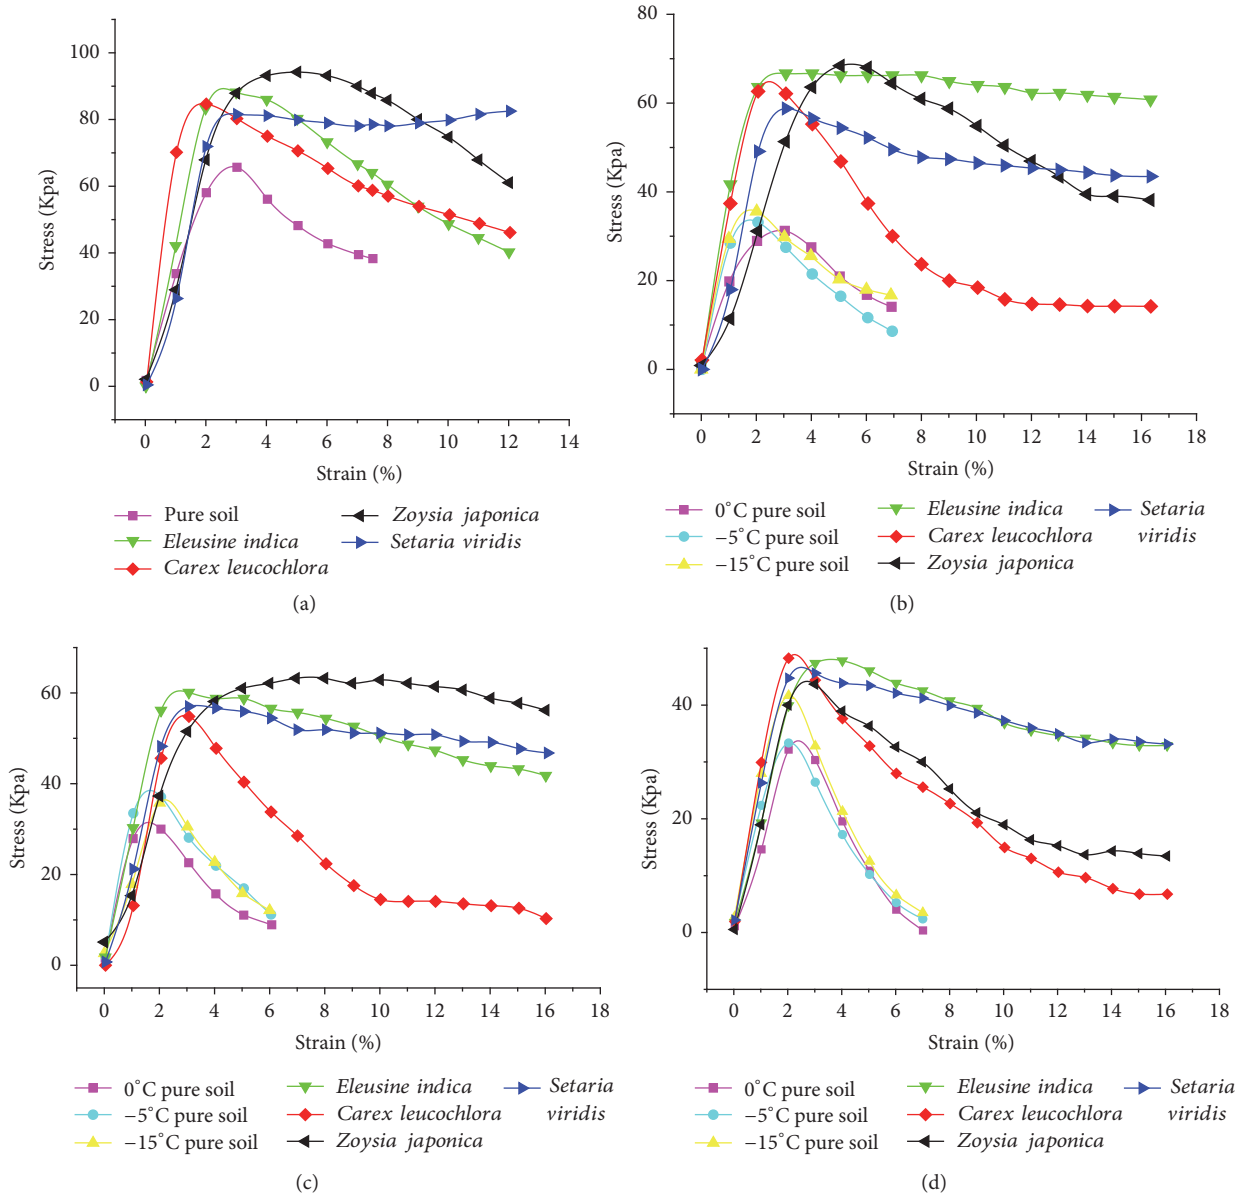 100
80
60
40
20
0
Stress (Kpa)
0 2 4 6 8 10 12 14
Strain (%)
Pure soil
Eleusine indica
Carex leucochlora
Zoysia japonica
Setaria viridis
(a)
80
60
40
20
0
Stress (Kpa)
0 2 4 6 8 10 12 14 16 18
Strain (%)
0°C pure soil
−5°C pure soil
−15°C pure soil
Eleusine indica
Carex leucochlora
Zoysia japonica
Setaria
viridis
(b)
60
40
20
0
Stress (Kpa)
0 2 4 6 8 10 12 14 16 18
Strain (%)
0°C pure soil
−5°C pure soil
−15°C pure soil
Eleusine indica
Carex leucochlora
Zoysia japonica
Setaria
viridis
(c)
40
20
0
Stress (Kpa)
0 2 4 6 8 10 12 14 16 18
Strain (%)
0°C pure soil
−5°C pure soil
−15°C pure soil
Eleusine indica
Carex leucochlora
Zoysia japonica
Setaria
viridis
(d)